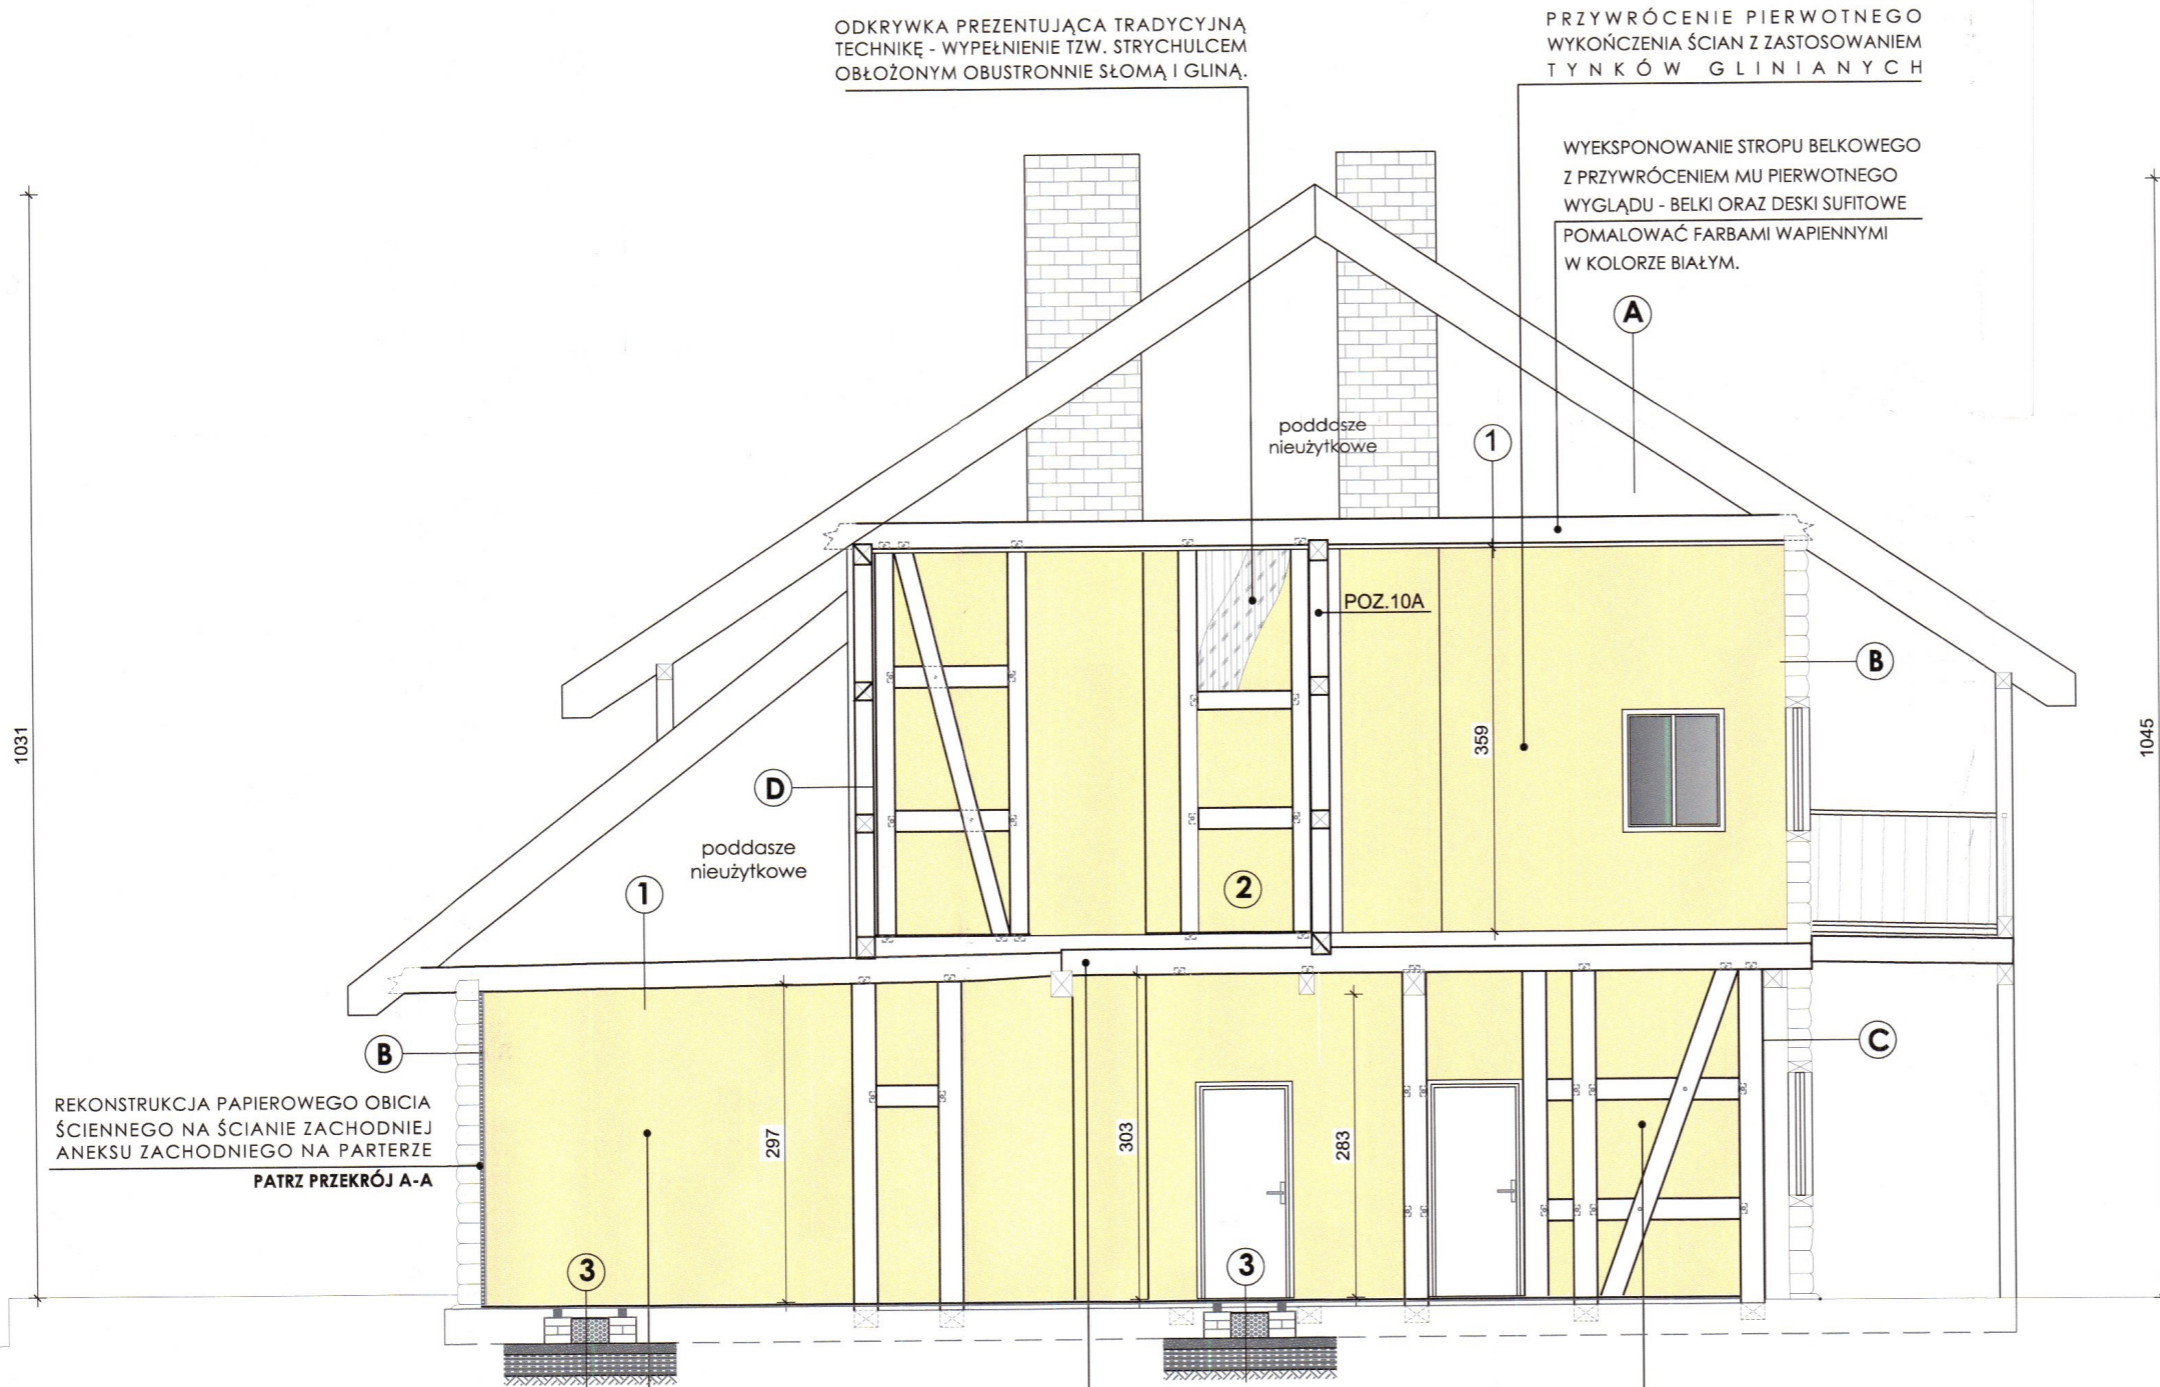 ODKRYWKA PREZENTUJĄCA TRADYCYJNĄ
TECHNIKĘ - WYPEŁNIENIE TZW. STRYCHULCEM
OBŁOŻONYM OBUSTRONNIE SŁOMĄ I GLINĄ.
PRZYWRÓCENIE PIERWOTNEGO
WYKOŃCZENIA ŚCIAN Z ZASTOSOWANIEM
TYNKÓW GLINIANYCH
WYEKSPONOWANIE STROPU BELKOWEGO
Z PRZYWRÓCENIEM MU PIERWOTNEGO
WYGLĄDU - BELKI ORAZ DESKI SUFITOWE
POMALOWAĆ FARBAMI WAPIENNYMI
W KOLORZE BIAŁYM.
A
poddasze
nieużytkowe
1
POZ.10A
B
1031
359
1045
D
poddasze
nieużytkowe
1
2
B
C
REKONSTRUKCJA PAPIEROWEGO OBICIA
ŚCIENNEGO NA ŚCIANIE ZACHODNIEJ
ANEKSU ZACHODNIEGO NA PARTERZE
PATRZ PRZEKRÓJ A-A
297
303
283
3
3